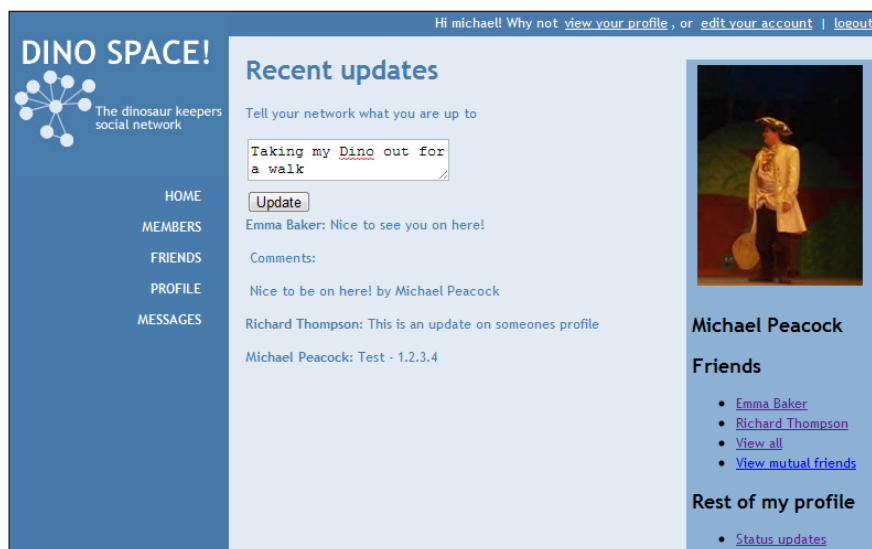 Hi michael! Why not view your profile , or edit your account | logout
DINO SPACE!
The dinosaur keepers
social network
HOME
MEMBERS
FRIENDS
PROFILE
MESSAGES
Recent updates
Tell your network what you are up to
Taking my Dino out for
a walk
Update
Emma Baker: Nice to see you on here!
Comments:
Nice to be on here! by Michael Peacock
Richard Thompson: This is an update on someones profile
Michael Peacock: Test - 1.2.3.4
Michael Peacock
Friends
Emma Baker
Richard Thompson
View all
View mutual friends
Rest of my profile
Status updates